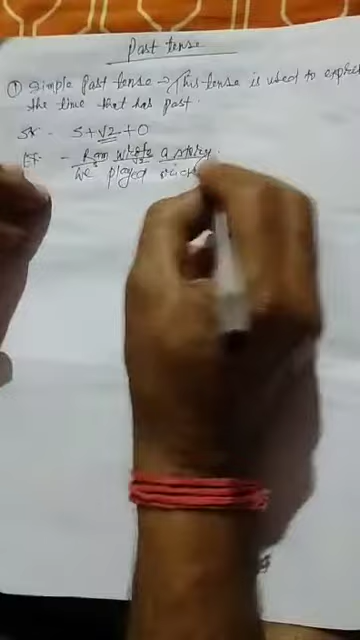 Past tense
① Simple Past tense → This tense is used to express
the time that has past.
St - S+V2+O
Ex - Ram wrote a story.
S V2
We played